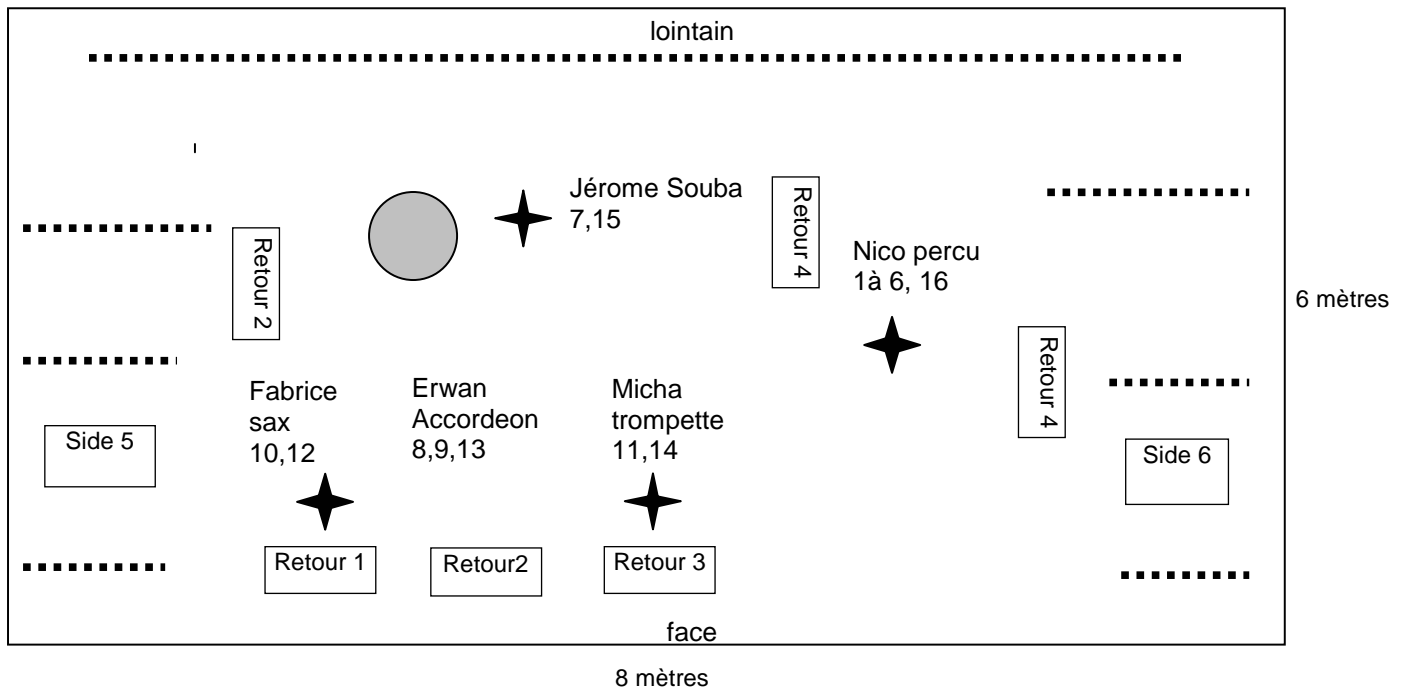 lointain
Jérome Souba
7,15
Retour 4
Nico percu
1à 6, 16
Retour 2
6 mètres
Retour 4
Fabrice
sax
10,12
Erwan
Accordeon
8,9,13
Micha
trompette
11,14
Side 5
Side 6
Retour 1
Retour2
Retour 3
face
8 mètres